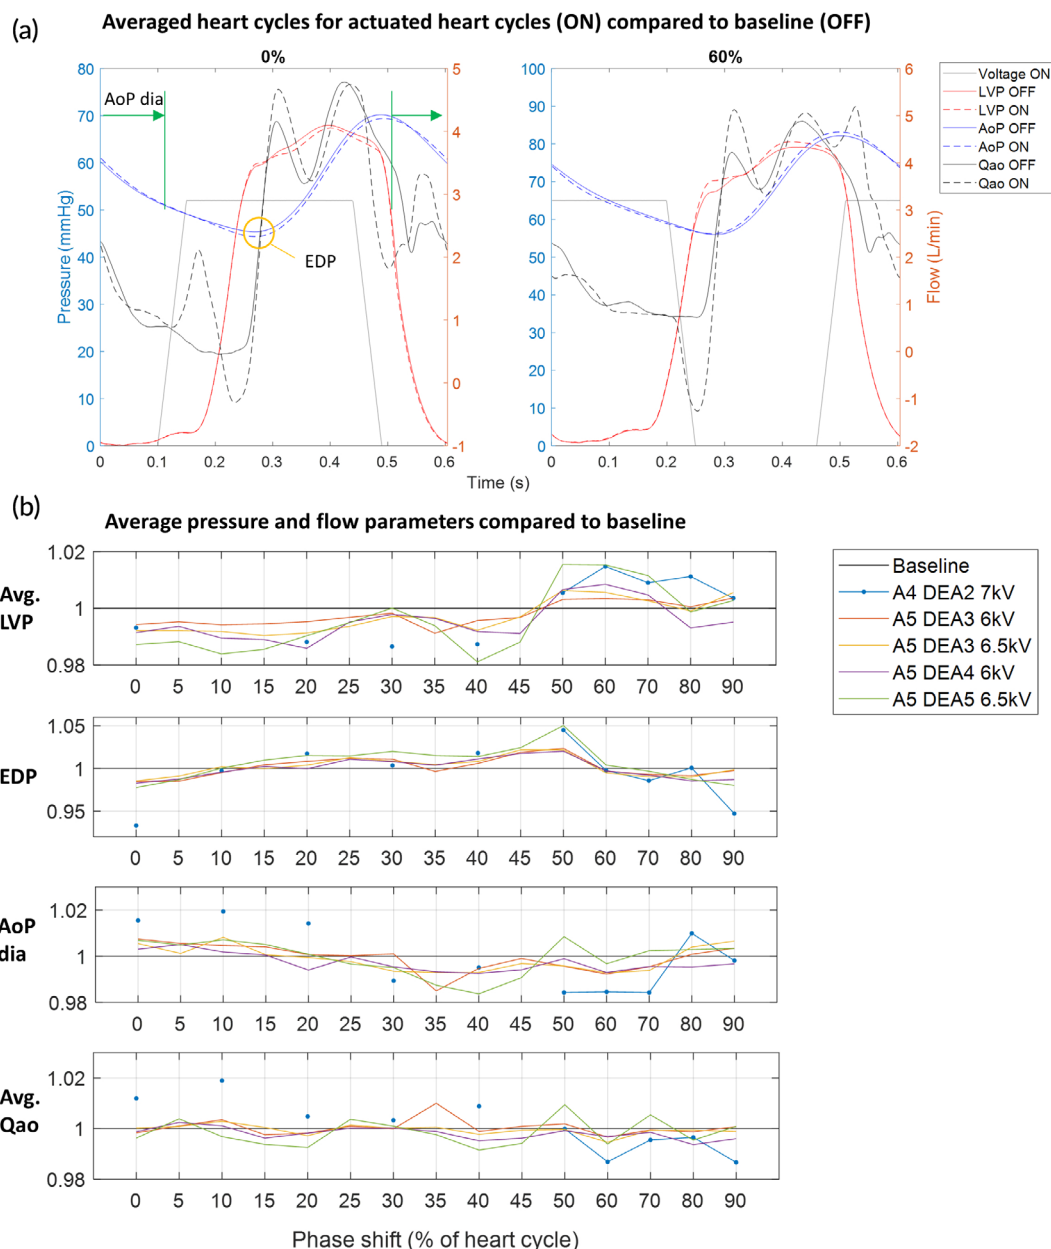 (a)
Averaged heart cycles for actuated heart cycles (ON) compared to baseline (OFF)
0%
60%
80
70
60
50
40
30
20
10
0
Pressure (mmHg)
AoP dia
EDP
5
4
3
2
1
0
-1
0 0.1 0.2 0.3 0.4 0.5 0.6
100
90
80
70
60
50
40
30
20
10
0
6
5
4
3
2
1
0
-1
-2
Flow (L/min)
0 0.1 0.2 0.3 0.4 0.5 0.6
Time (s)
Voltage ON
LVP OFF
LVP ON
AoP OFF
AoP ON
Qao OFF
Qao ON
(b)
Average pressure and flow parameters compared to baseline
Avg.
LVP
1.02
1
0.98
0 5 10 15 20 25 30 35 40 45 50 60 70 80 90
EDP
1.05
1
0.95
0 5 10 15 20 25 30 35 40 45 50 60 70 80 90
AoP
dia
1.02
1
0.98
0 5 10 15 20 25 30 35 40 45 50 60 70 80 90
Avg.
Qao
1.02
1
0.98
0 5 10 15 20 25 30 35 40 45 50 60 70 80 90
Phase shift (% of heart cycle)
Baseline
A4 DEA2 7kV
A5 DEA3 6kV
A5 DEA3 6.5kV
A5 DEA4 6kV
A5 DEA5 6.5kV